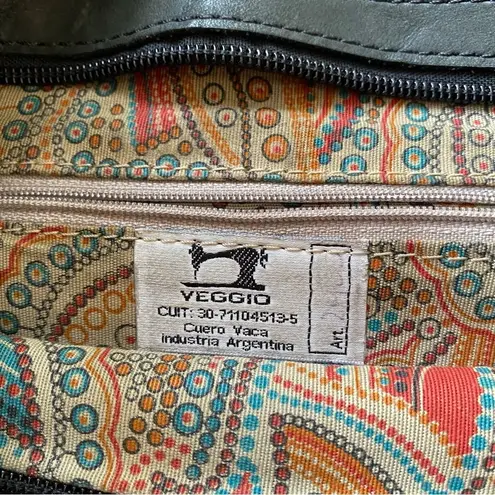 VEGGIO
CUIT: 30-71104513-5
Cuero Vaca
Industria Argentina
Art.